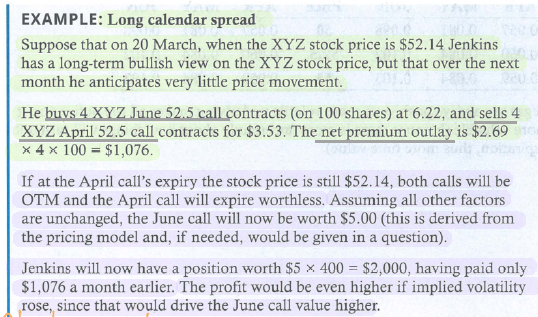 EXAMPLE: Long calendar spread
Suppose that on 20 March, when the XYZ stock price is $52.14 Jenkins
has a long-term bullish view on the XYZ stock price, but that over the next
month he anticipates very little price movement.
He buys 4 XYZ June 52.5 call contracts (on 100 shares) at 6.22, and sells 4
XYZ April 52.5 call contracts for $3.53. The net premium outlay is $2.69
× 4 × 100 = $1,076.
If at the April call's expiry the stock price is still $52.14, both calls will be
OTM and the April call will expire worthless. Assuming all other factors
are unchanged, the June call will now be worth $5.00 (this is derived from
the pricing model and, if needed, would be given in a question).
Jenkins will now have a position worth $5 × 400 = $2,000, having paid only
$1,076 a month earlier. The profit would be even higher if implied volatility
rose, since that would drive the June call value higher.